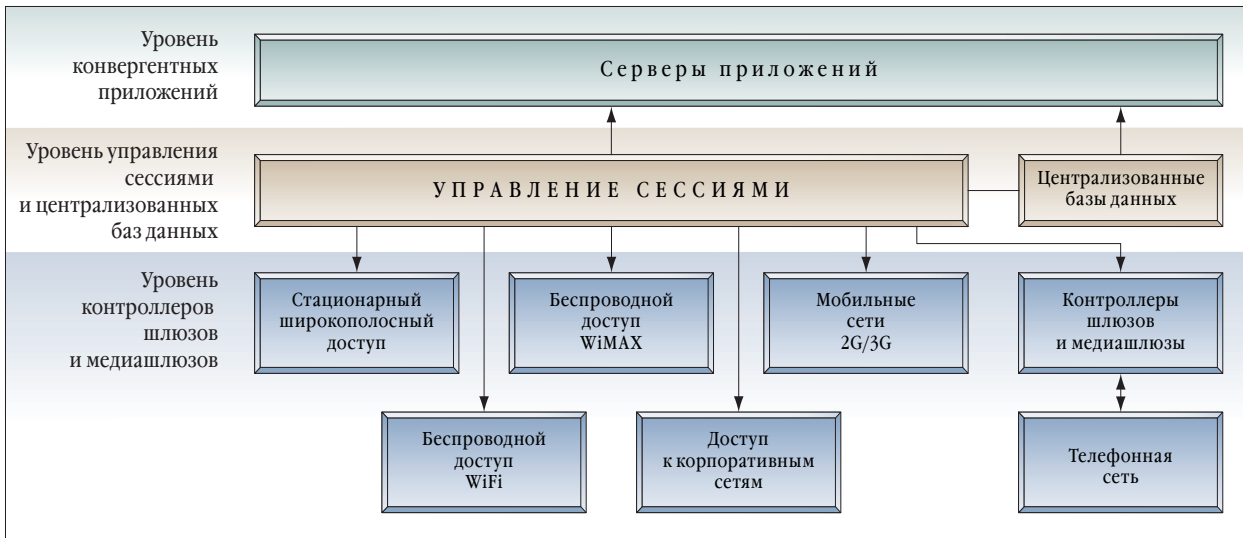 Уровень
конвергентных
приложений
Серверы приложений
Уровень управления
сессиями
и централизованных
баз данных
УПРАВЛЕНИЕ СЕССИЯМИ
Централизованные
базы данных
Уровень
контроллеров
шлюзов
и медиашлюзов
Стационарный
широкополосный
доступ
Беспроводной
доступ
WiMAX
Мобильные
сети
2G/3G
Контроллеры
шлюзов
и медиашлюзы
Беспроводной
доступ
WiFi
Доступ
к корпоративным
сетям
Телефонная
сеть